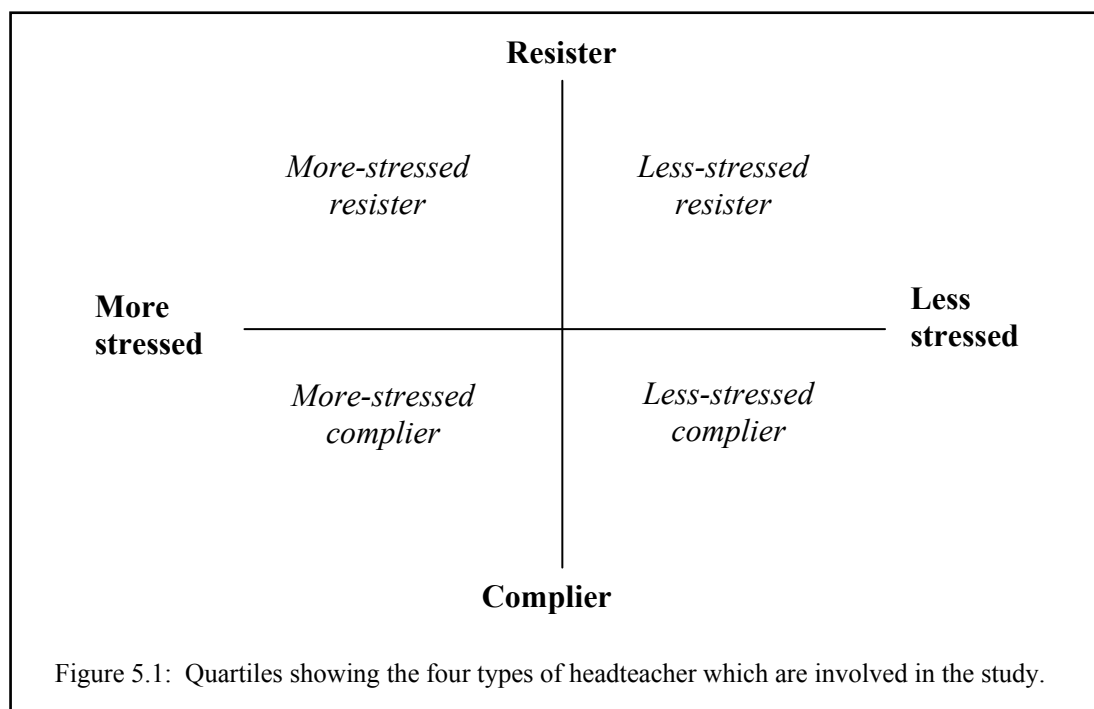 Resister
More-stressed
resister
Less-stressed
resister
More
stressed
Less
stressed
More-stressed
complier
Less-stressed
complier
Complier
Figure 5.1: Quartiles showing the four types of headteacher which are involved in the study.